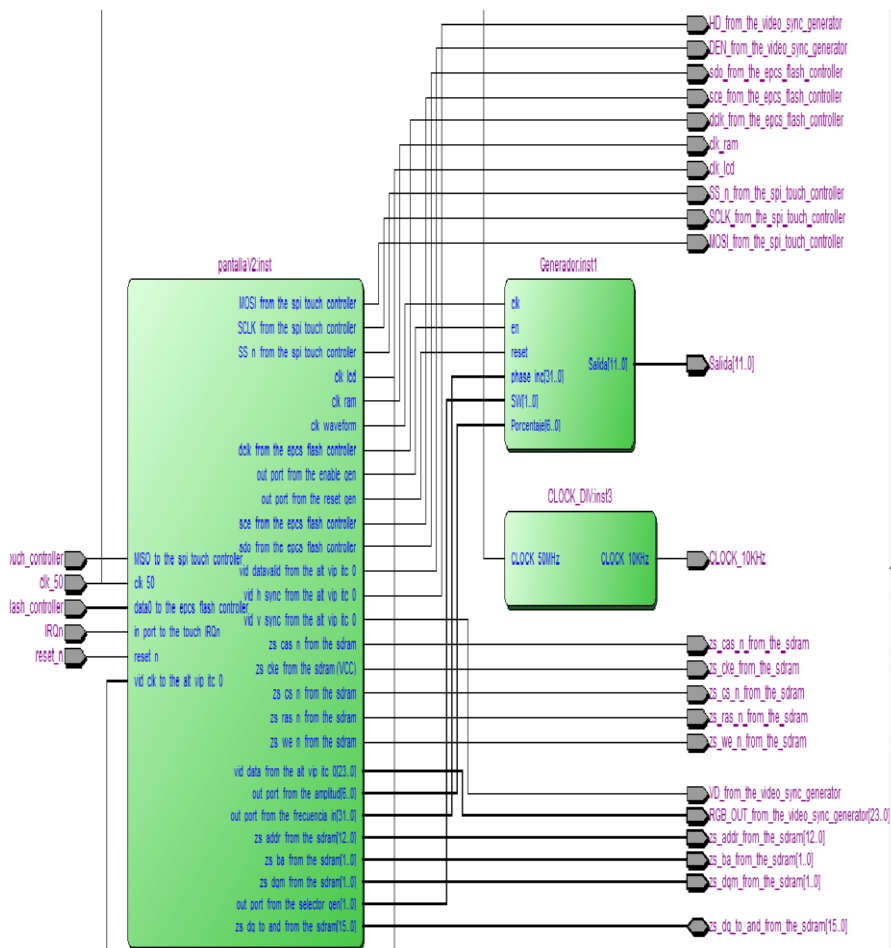 HD_from_the_video_sync_generator
DEN_from_the_video_sync_generator
sdo_from_the_epcs_flash_controller
sce_from_the_epcs_flash_controller
dclk_from_the_epcs_flash_controller
clk_ram
clk_lcd
SS_n_from_the_spi_touch_controller
SCLK_from_the_spi_touch_controller
MOSI_from_the_spi_touch_controller
pantallaV2:inst
MOSI from the spi touch controller
SCLK from the spi touch controller
SS n from the spi touch controller
clk lcd
clk ram
clk waveform
dclk from the epcs flash controller
out port from the enable gen
out port from the reset gen
sce from the epcs flash controller
sdo from the epcs flash controller
vid datavalid from the alt vip itc 0
vid h sync from the alt vip itc 0
vid v sync from the alt vip itc 0
zs cas n from the sdram
zs cke from the sdram (VCC)
zs cs n from the sdram
zs ras n from the sdram
zs we n from the sdram
vid data from the alt vip itc 0[23..0]
out port from the amplitud[6..0]
out port from the frecuencia in[31..0]
zs addr from the sdram[12..0]
zs ba from the sdram[1..0]
zs dqm from the sdram[1..0]
out port from the selector gen[1..0]
zs dq to and from the sdram[15..0]
MISO to the spi touch controller
clk 50
data0 to the epcs flash controller
in port to the touch IRQn
reset n
vid clk to the alt vip itc 0
ouch_controller
clk_50
lash_controller
IRQn
reset_n
Generador:inst1
clk
en
reset
phase inc[31..0]
SW[1..0]
Porcentaje[6..0]
Salida[11..0]
Salida[11..0]
CLOCK_DIV:inst3
CLOCK 50MHz
CLOCK 10KHz
CLOCK_10KHz
zs_cas_n_from_the_sdram
zs_cke_from_the_sdram
zs_cs_n_from_the_sdram
zs_ras_n_from_the_sdram
zs_we_n_from_the_sdram
VD_from_the_video_sync_generator
RGB_OUT_from_the_video_sync_generator[23..0]
zs_addr_from_the_sdram[12..0]
zs_ba_from_the_sdram[1..0]
zs_dqm_from_the_sdram[1..0]
zs_dq_to_and_from_the_sdram[15..0]